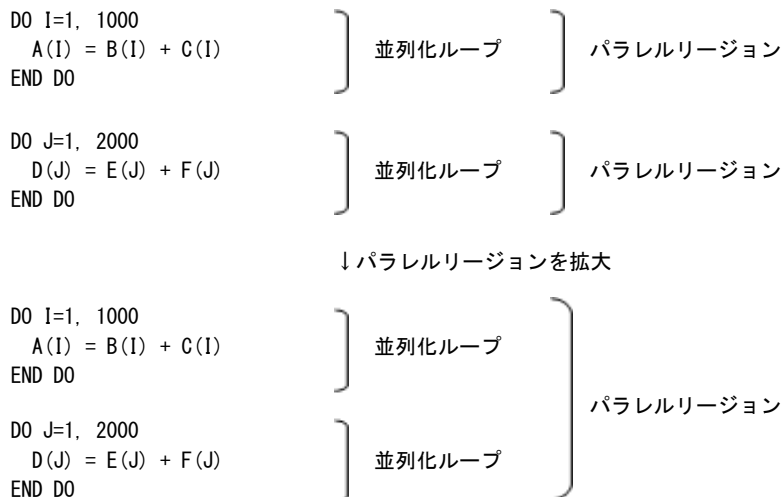 DO I=1, 1000
  A(I) = B(I) + C(I) 並列化ループ パラレルリージョン
END DO
DO J=1, 2000
  D(J) = E(J) + F(J) 並列化ループ パラレルリージョン
END DO
↓パラレルリージョンを拡大
DO I=1, 1000
  A(I) = B(I) + C(I) 並列化ループ
END DO
パラレルリージョン
DO J=1, 2000
  D(J) = E(J) + F(J) 並列化ループ
END DO